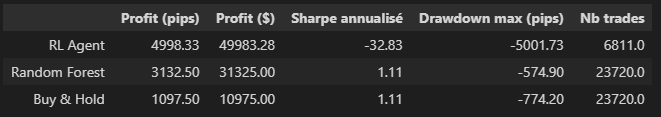 Profit (pips) Profit ($) Sharpe annualisé Drawdown max (pips) Nb trades
RL Agent 4998.33 49983.28 -32.83 -5001.73 6811.0
Random Forest 3132.50 31325.00 1.11 -574.90 23720.0
Buy & Hold 1097.50 10975.00 1.11 -774.20 23720.0